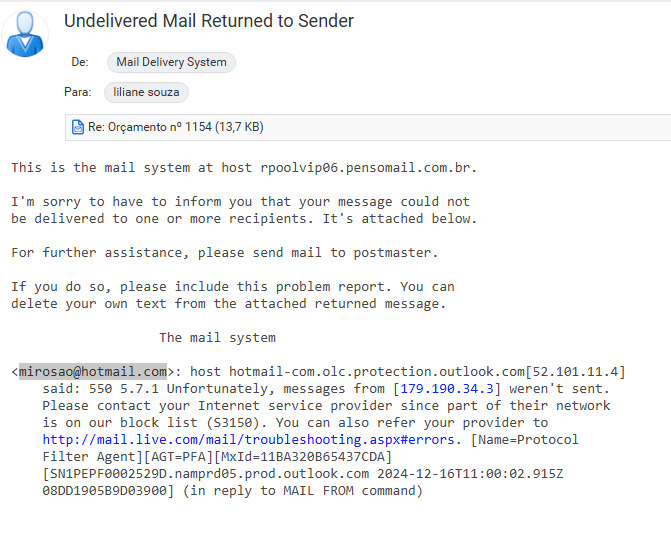 Undelivered Mail Returned to Sender
De: Mail Delivery System
Para: liliane souza
Re: Orçamento nº 1154 (13,7 KB)
This is the mail system at host rpoolvip06.pensomail.com.br.
I'm sorry to have to inform you that your message could not
be delivered to one or more recipients. It's attached below.
For further assistance, please send mail to postmaster.
If you do so, please include this problem report. You can
delete your own text from the attached returned message.
The mail system
<mirosao@hotmail.com>: host hotmail-com.olc.protection.outlook.com[52.101.11.4]
said: 550 5.7.1 Unfortunately, messages from [179.190.34.3] weren't sent.
Please contact your Internet service provider since part of their network
is on our block list (S3150). You can also refer your provider to
http://mail.live.com/mail/troubleshooting.aspx#errors. [Name=Protocol
Filter Agent][AGT=PFA][MxId=11BA320B65437CDA]
[SN1PEPF0002529D.namprd05.prod.outlook.com 2024-12-16T11:00:02.915Z
08DD1905B9D03900] (in reply to MAIL FROM command)